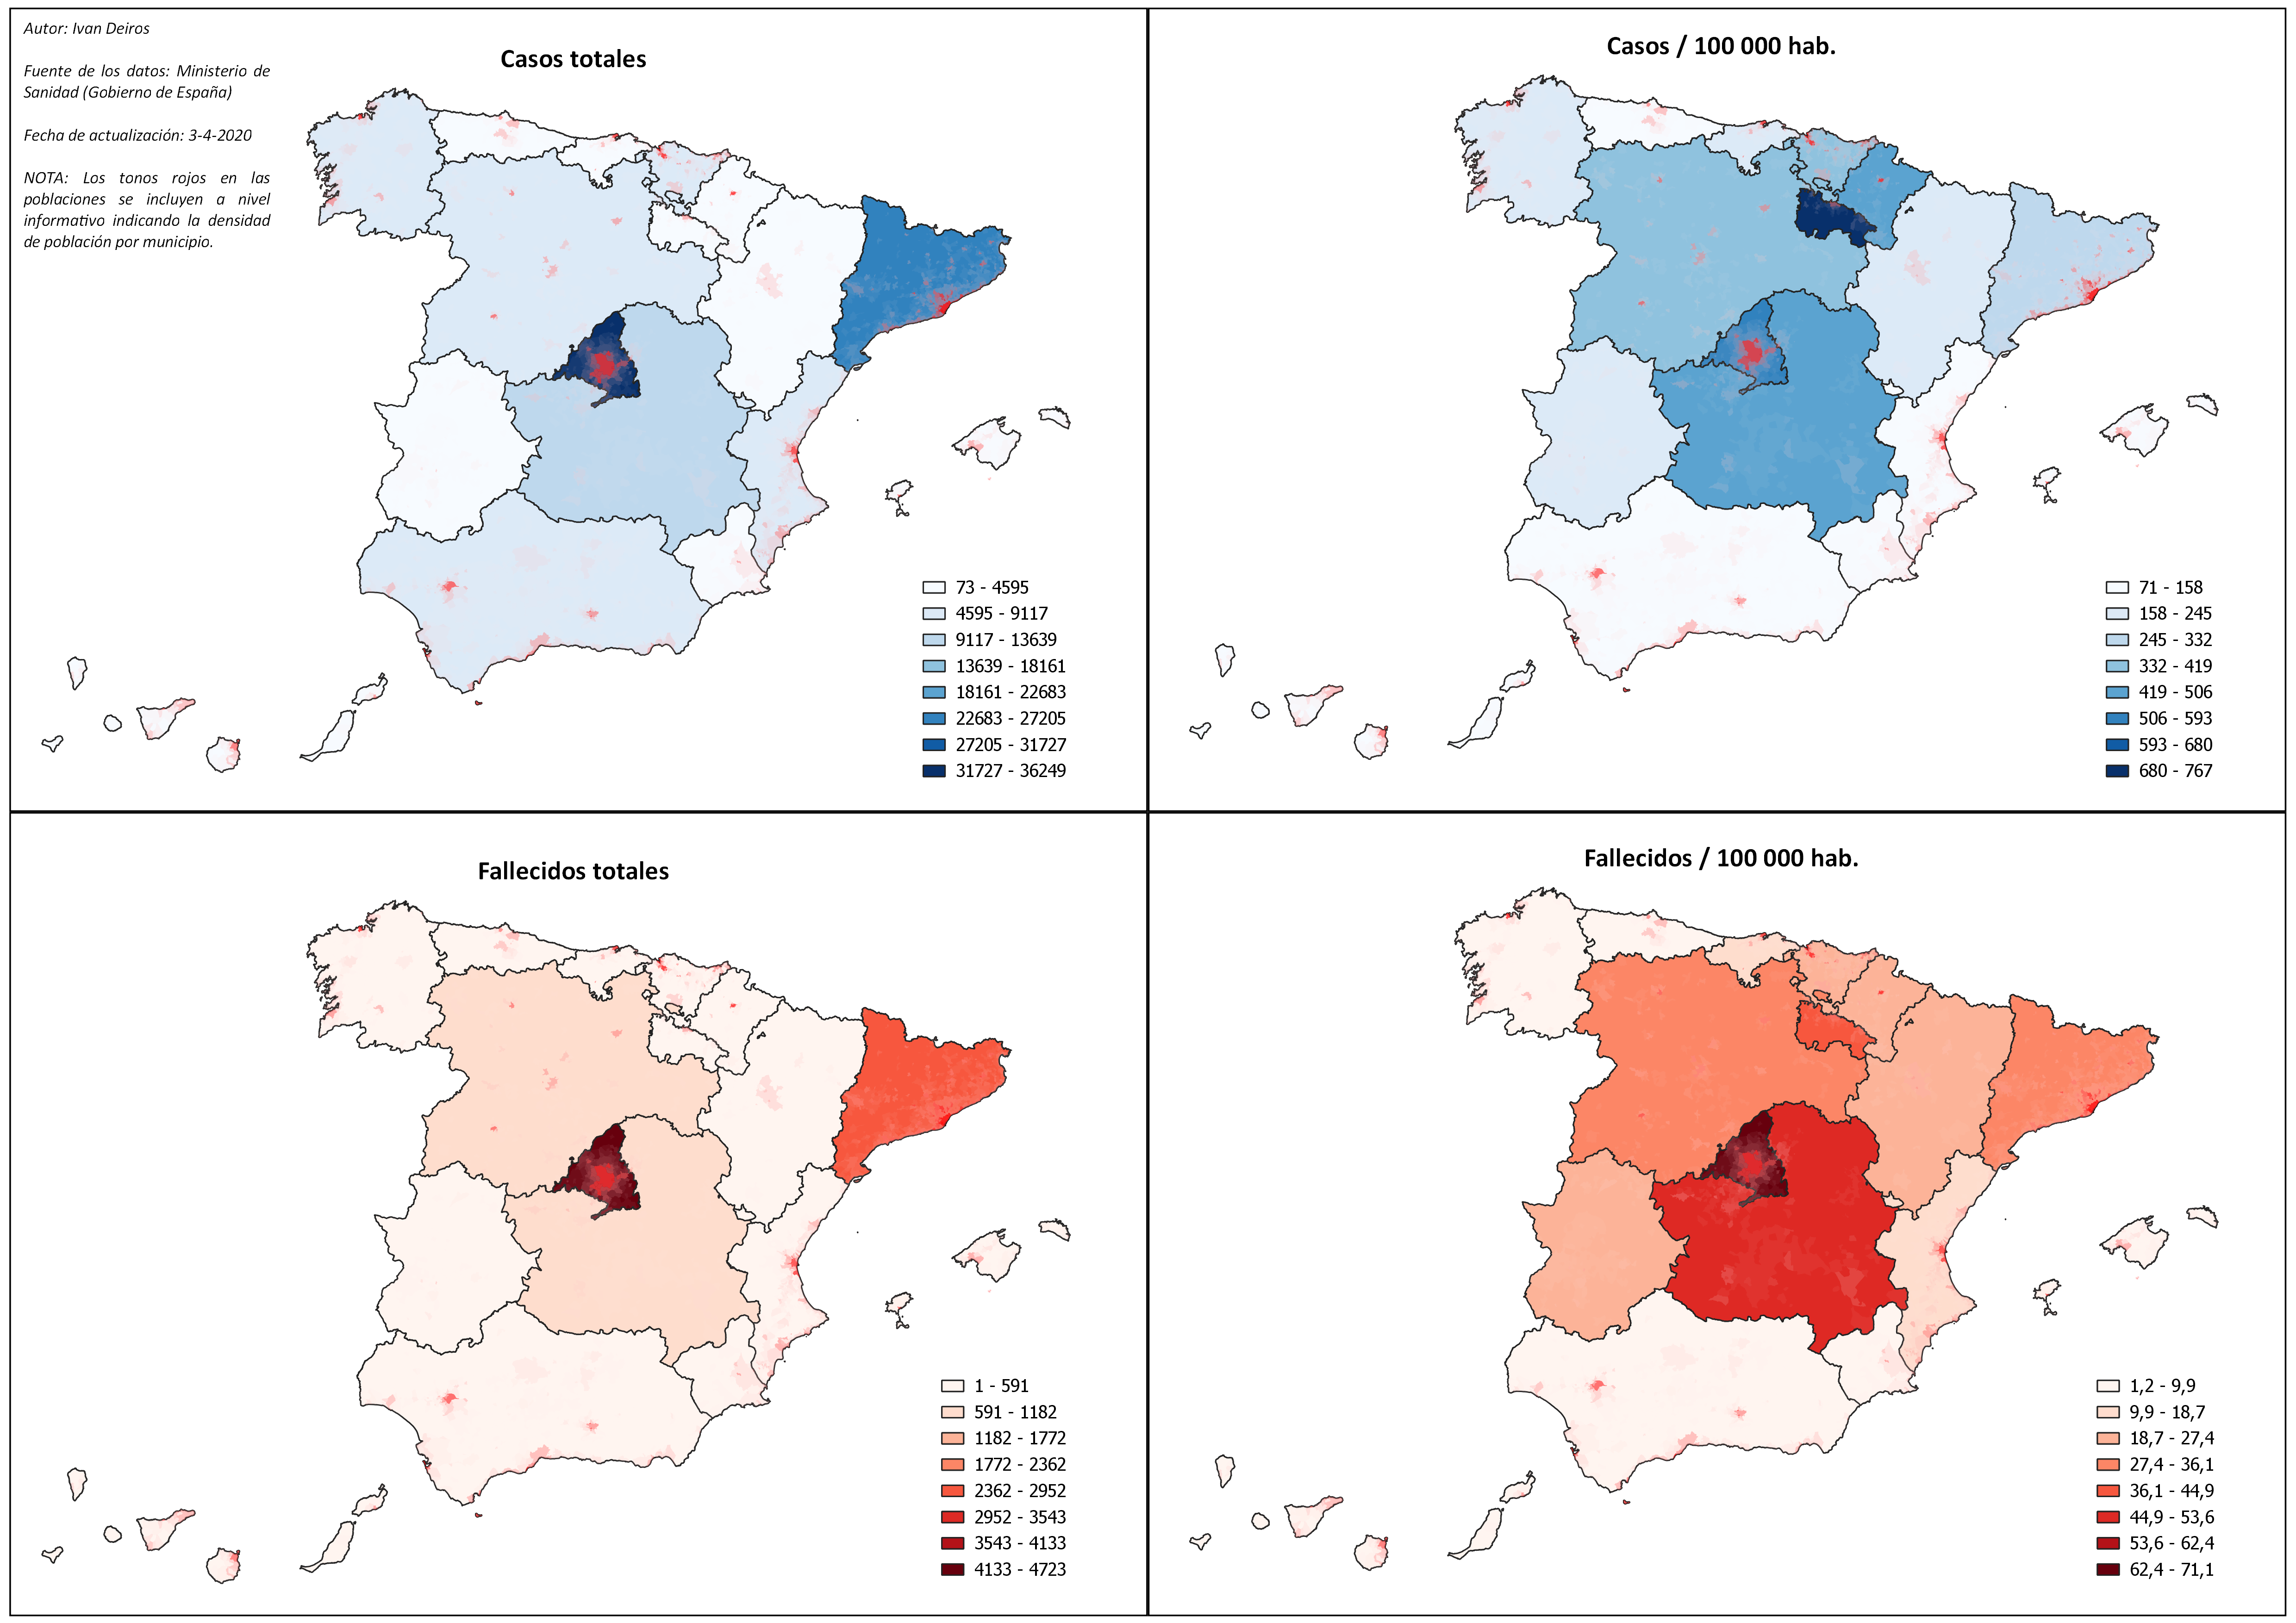 Autor: Ivan Deiros
Fuente de los datos: Ministerio de
Sanidad (Gobierno de España)
Fecha de actualización: 3-4-2020
NOTA: Los tonos rojos en las
poblaciones se incluyen a nivel
informativo indicando la densidad
de población por municipio.
Casos totales
73 - 4595
4595 - 9117
9117 - 13639
13639 - 18161
18161 - 22683
22683 - 27205
27205 - 31727
31727 - 36249
Casos / 100 000 hab.
71 - 158
158 - 245
245 - 332
332 - 419
419 - 506
506 - 593
593 - 680
680 - 767
Fallecidos totales
1 - 591
591 - 1182
1182 - 1772
1772 - 2362
2362 - 2952
2952 - 3543
3543 - 4133
4133 - 4723
Fallecidos / 100 000 hab.
1,2 - 9,9
9,9 - 18,7
18,7 - 27,4
27,4 - 36,1
36,1 - 44,9
44,9 - 53,6
53,6 - 62,4
62,4 - 71,1